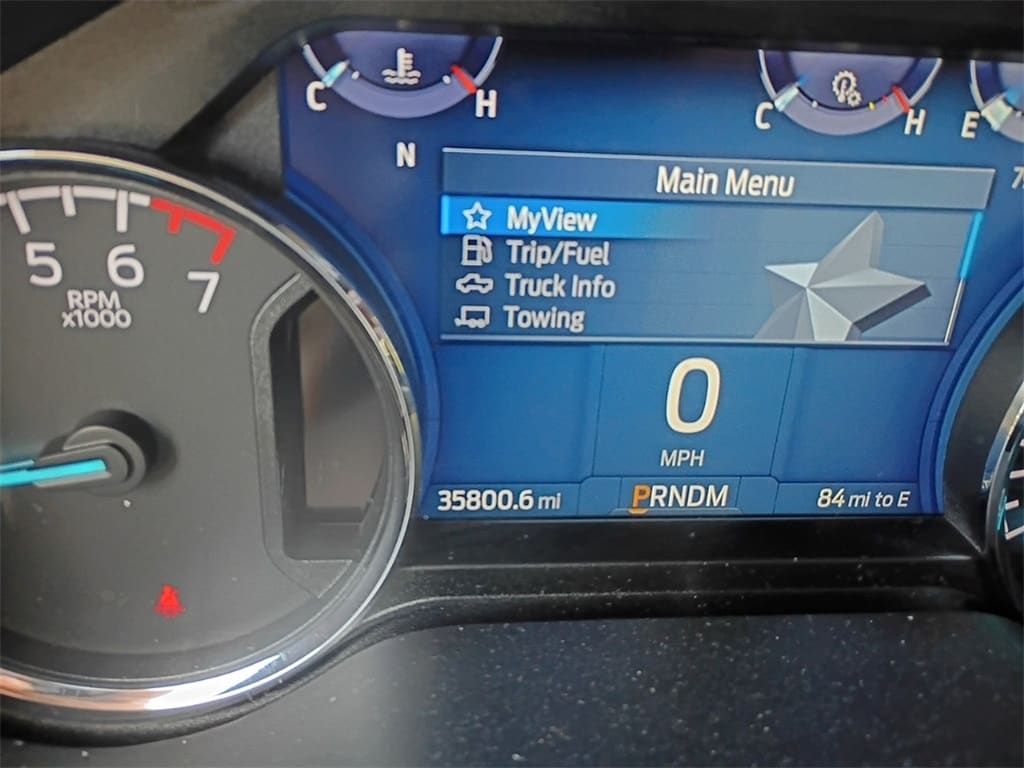 C H
C H
E
N
Main Menu
MyView
Trip/Fuel
Truck Info
Towing
5 6 7
RPM
x1000
0
MPH
35800.6 mi
PRNDM
84 mi to E